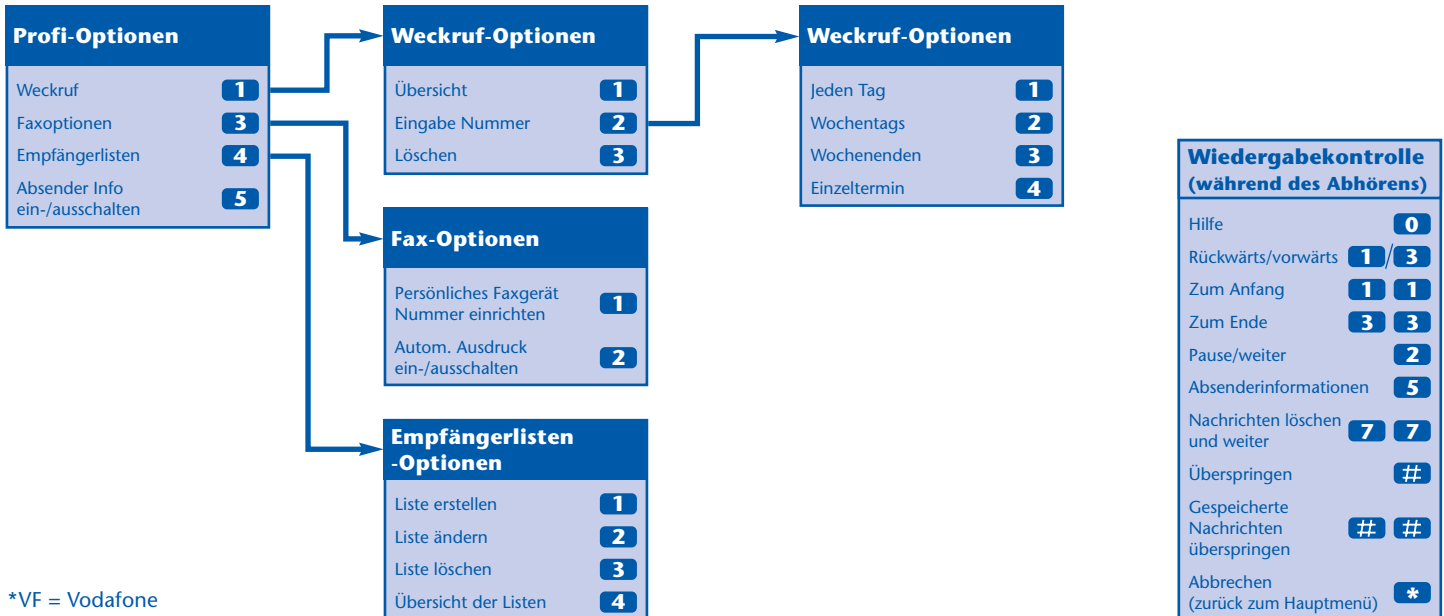 Profi-Optionen
Weckruf 1
Faxoptionen 3
Empfängerlisten 4
Absender Info
ein-/ausschalten 5
Weckruf-Optionen
Übersicht 1
Eingabe Nummer 2
Löschen 3
Weckruf-Optionen
Jeden Tag 1
Wochentags 2
Wochenenden 3
Einzeltermin 4
Fax-Optionen
Persönliches Faxgerät
Nummer einrichten 1
Autom. Ausdruck
ein-/ausschalten 2
Empfängerlisten
-Optionen
Liste erstellen 1
Liste ändern 2
Liste löschen 3
Übersicht der Listen 4
Wiedergabekontrolle
(während des Abhörens)
Hilfe 0
Rückwärts/vorwärts 1/3
Zum Anfang 1 1
Zum Ende 3 3
Pause/weiter 2
Absenderinformationen 5
Nachrichten löschen
und weiter 7 7
Überspringen #
Gespeicherte
Nachrichten
überspringen # #
Abbrechen
(zurück zum Hauptmenü) *
*VF = Vodafone